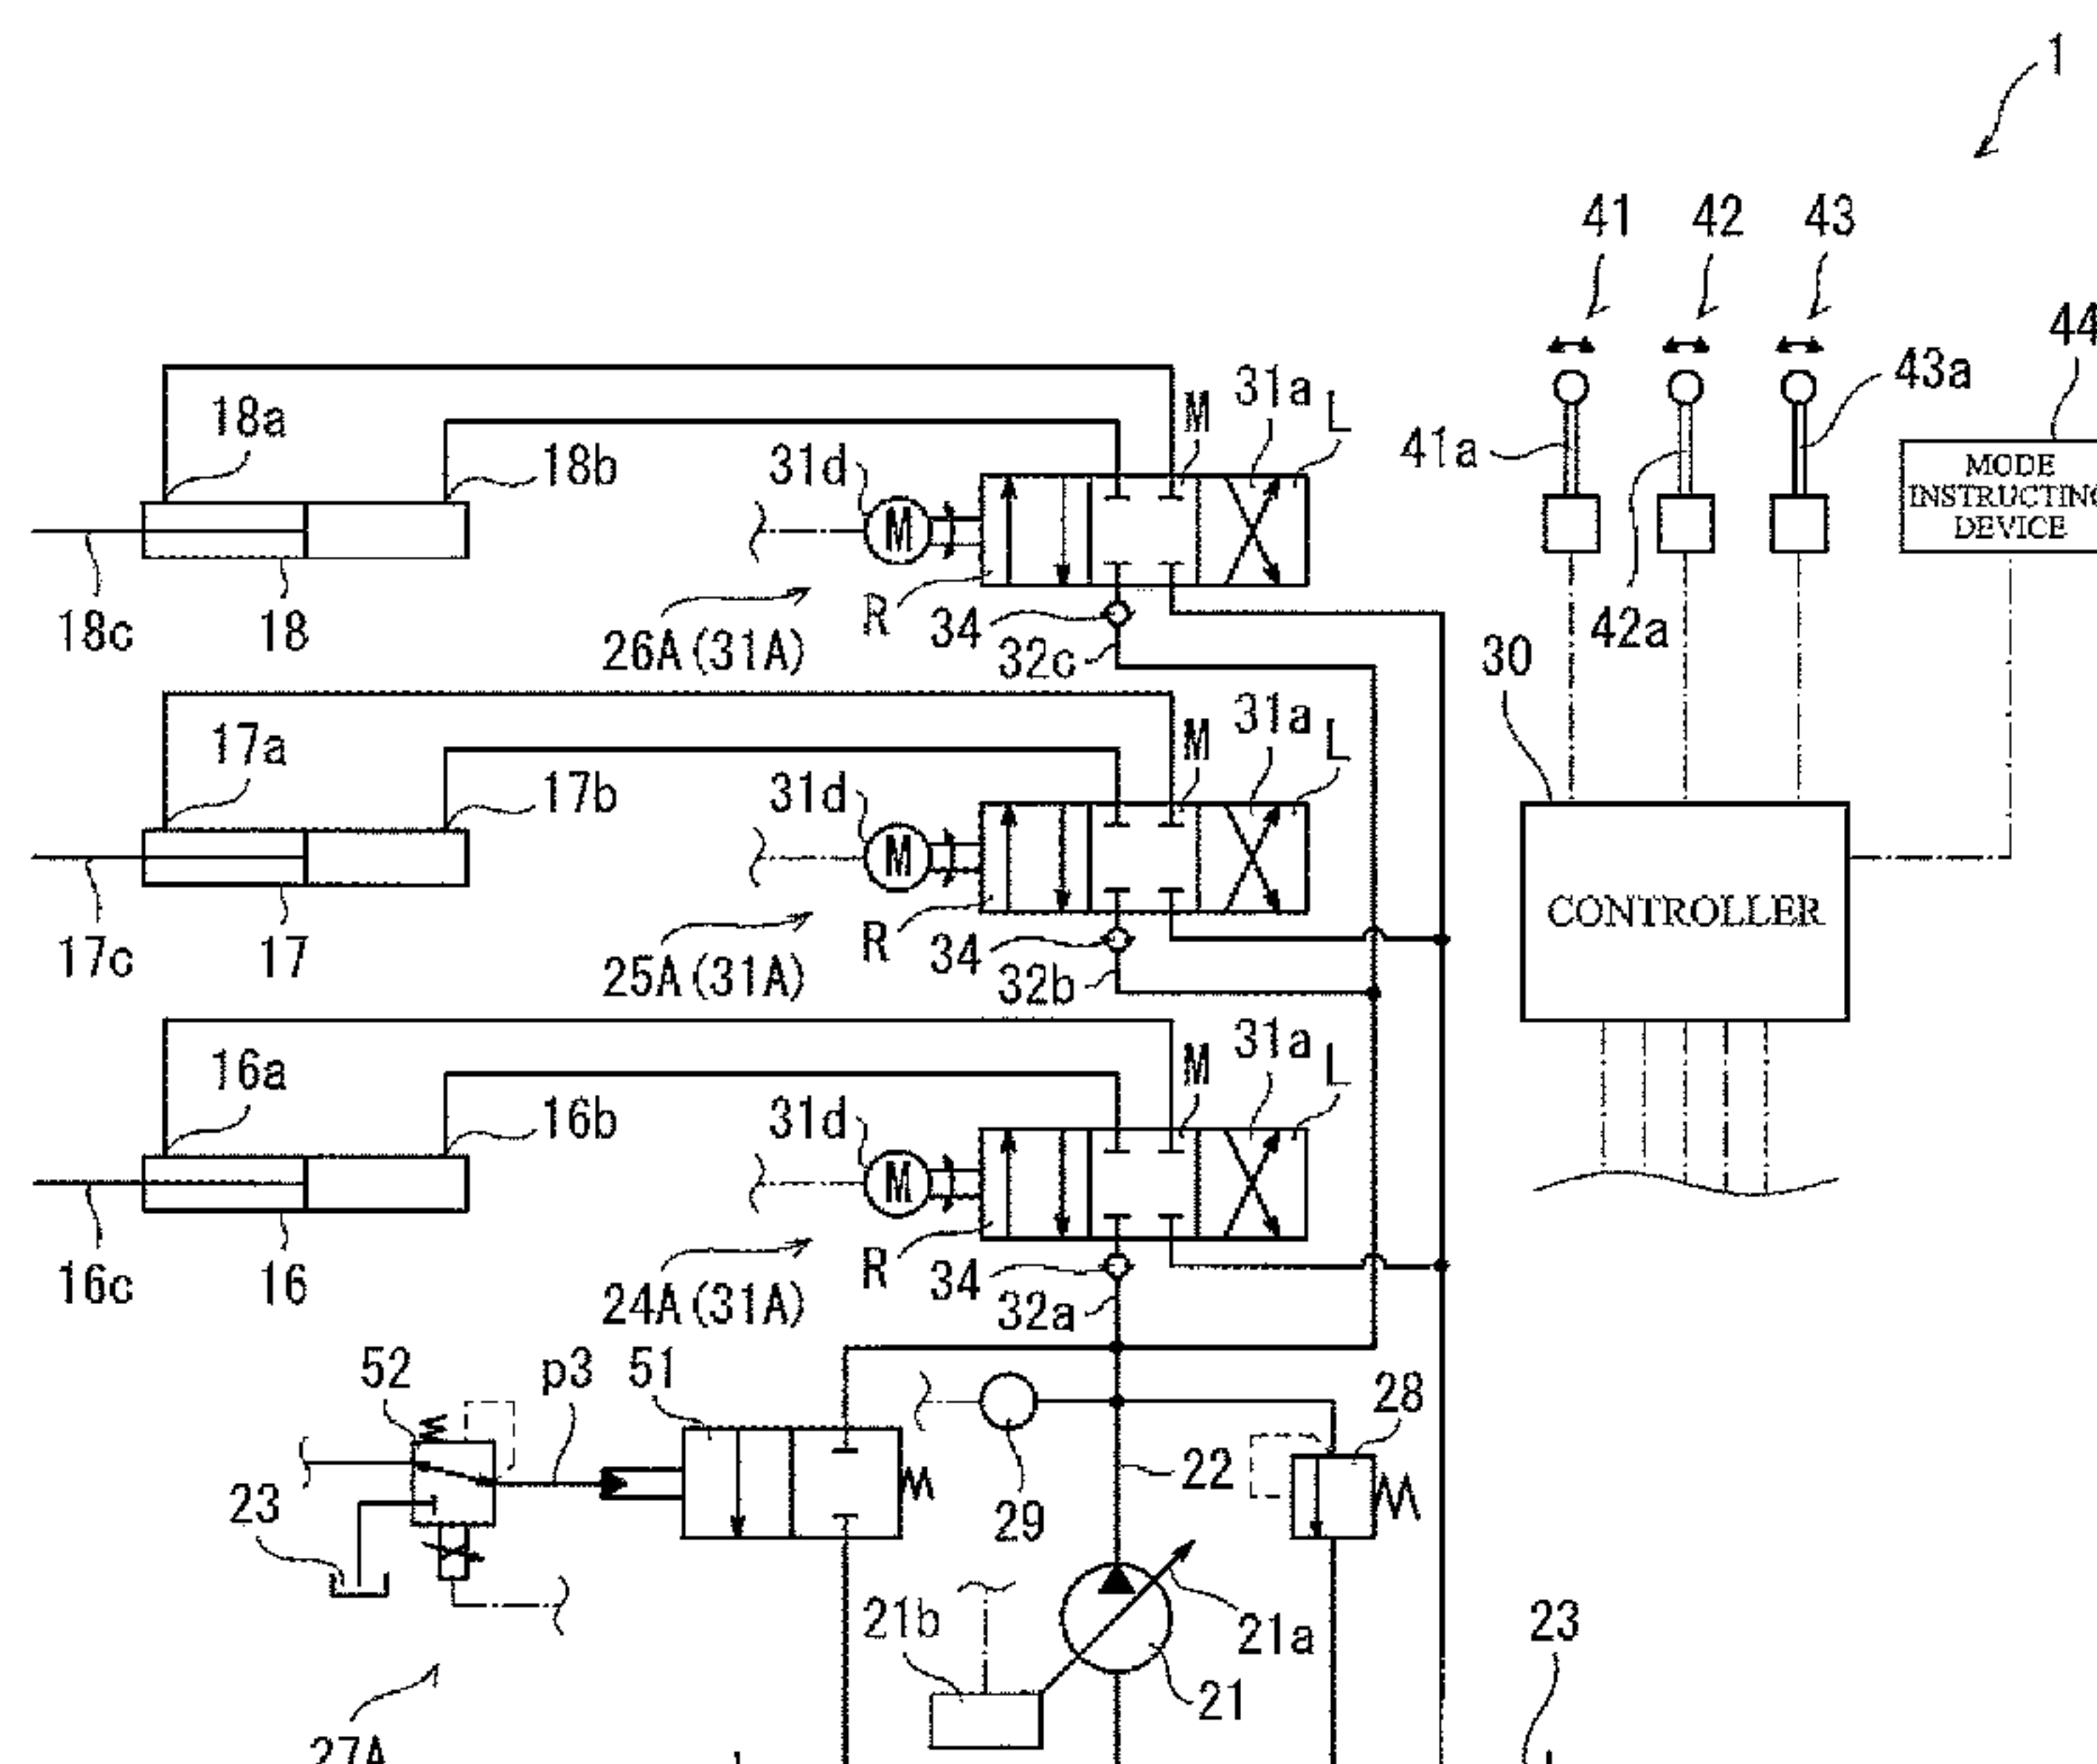 1
41 42 43
44
43a
18a 31a L
M
41a
18b 31d
MODE
INSTRUCTING
DEVICE
M
18c 18 R 34
26A(31A) 32c
42a
30
17a 31a L
M
17b 31d
M
CONTROLLER
17c 17 R 34
25A(31A) 32b
16a 31a L
M
16b 31d
M
16c 16 R 34
24A(31A) 32a
52 p3 51 28
22
23 29
21b 21a 23
21
27A